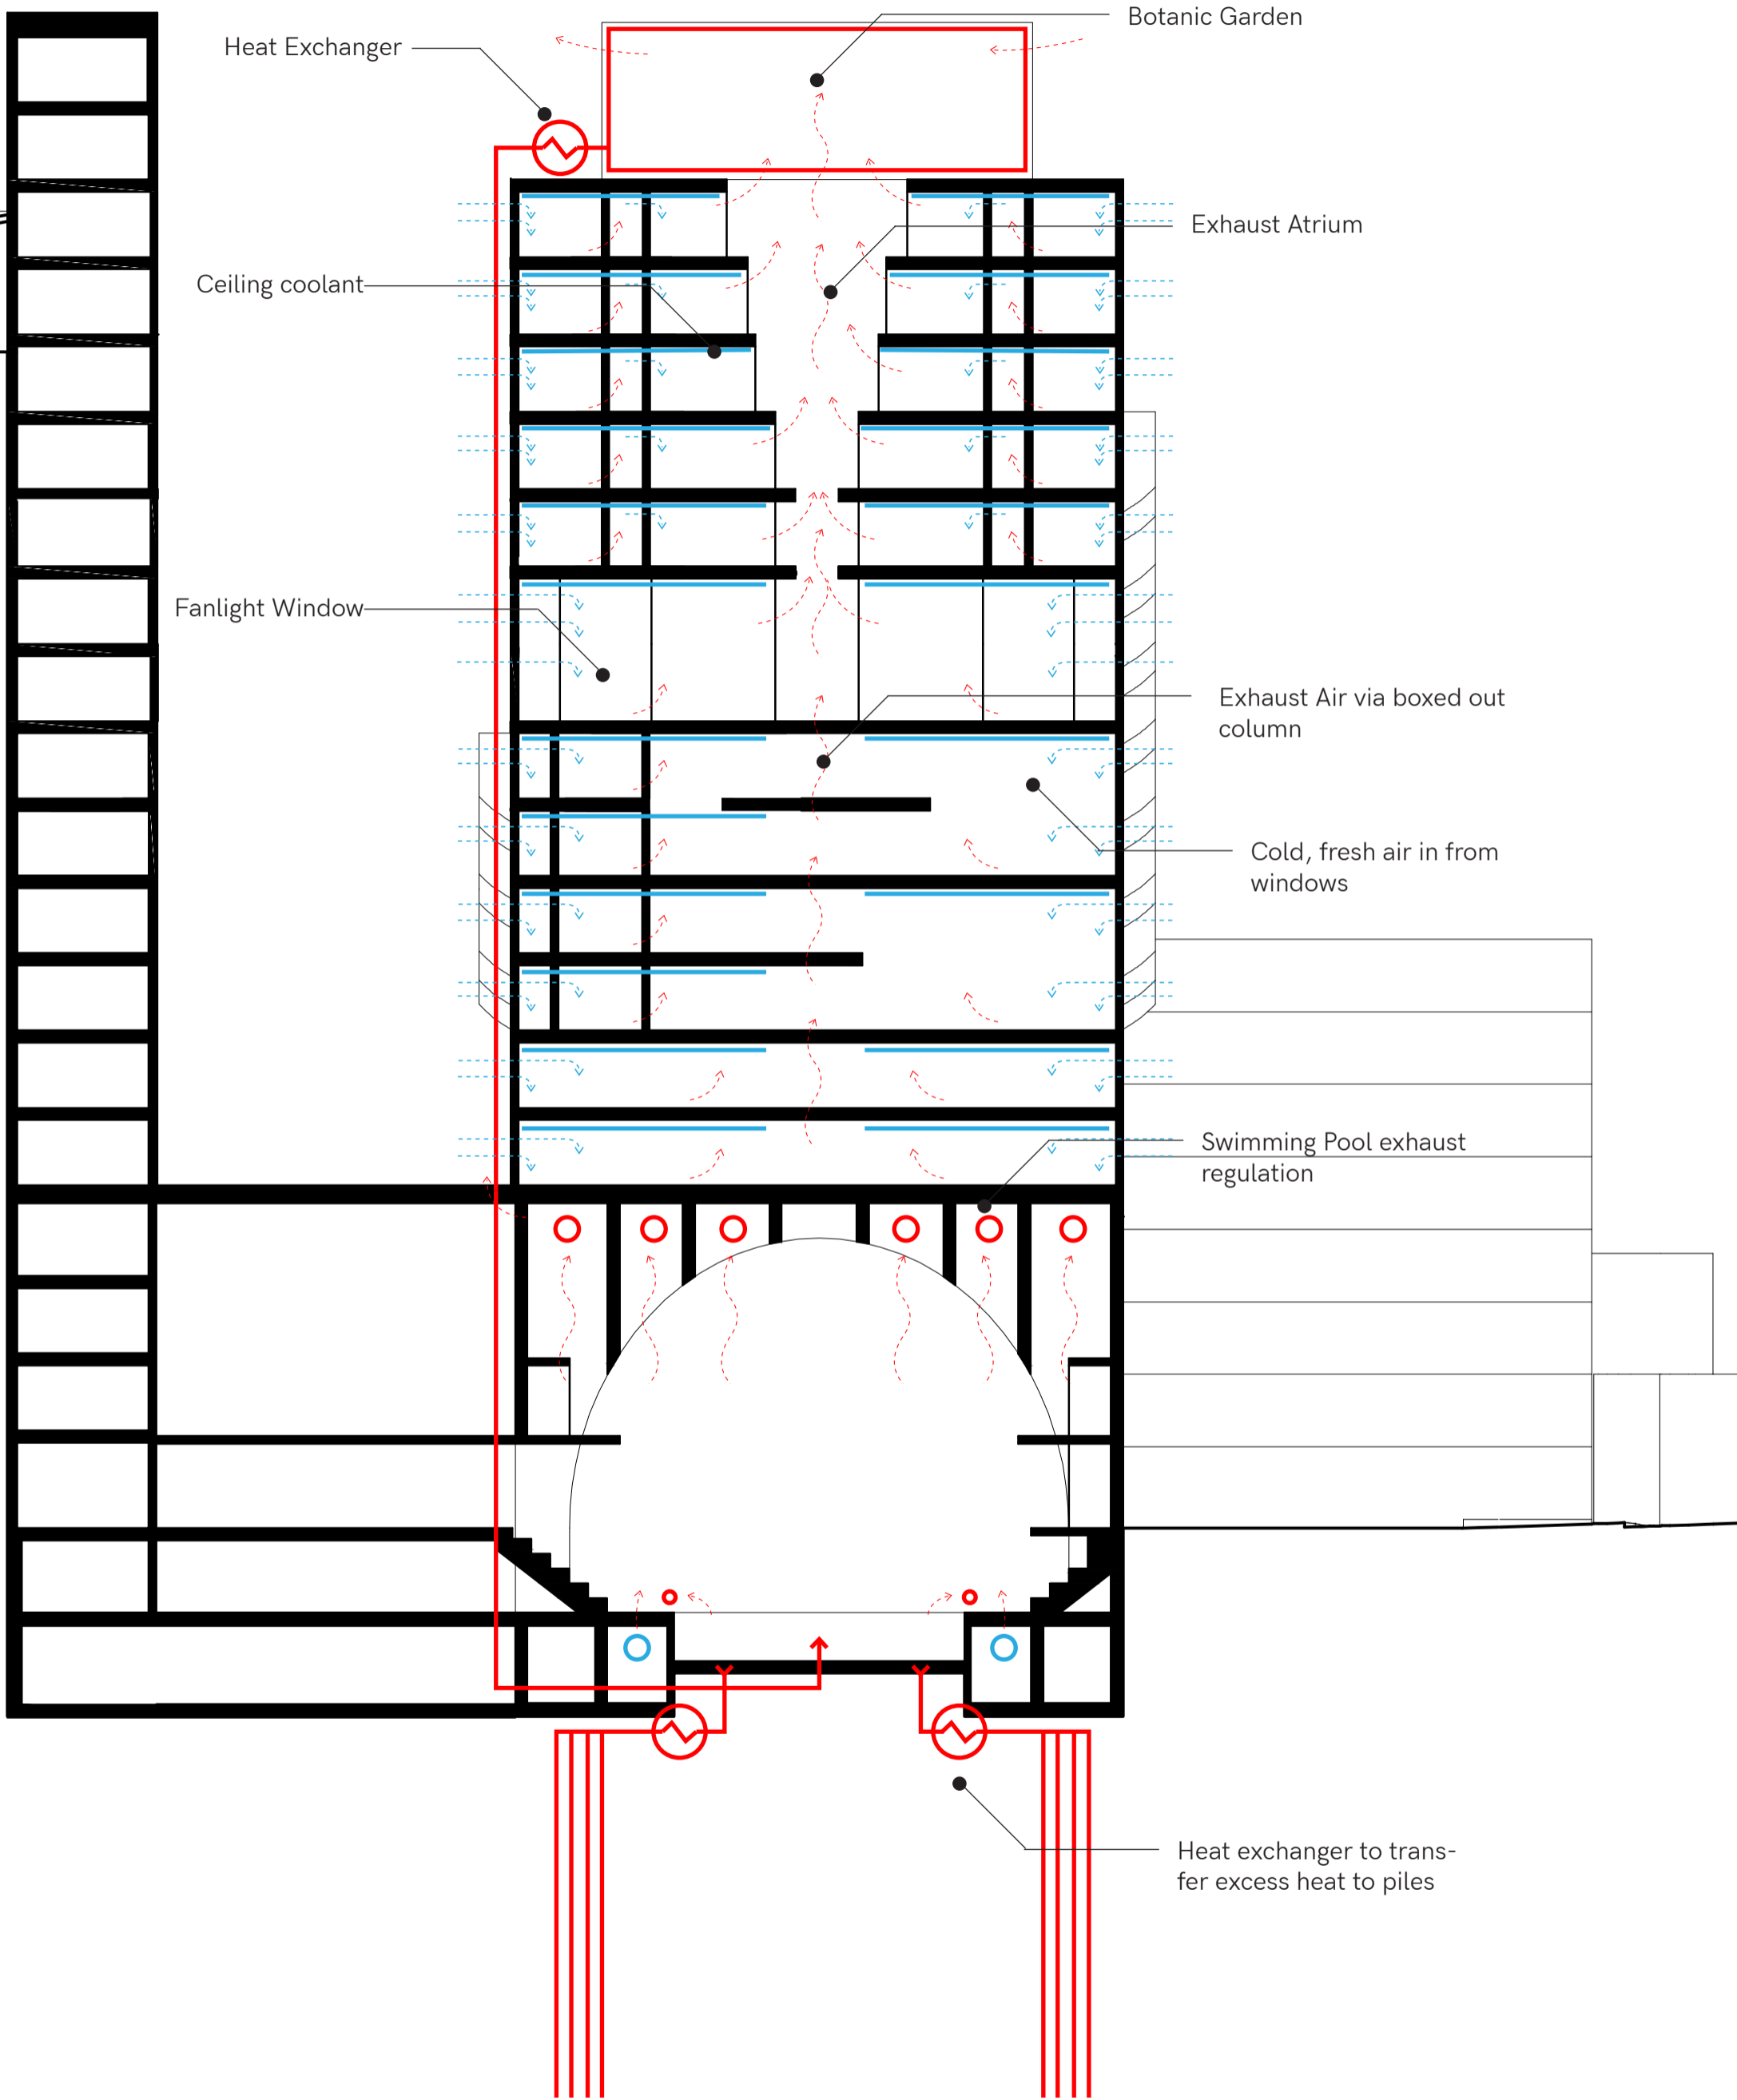 Botanic Garden
Heat Exchanger
Exhaust Atrium
Ceiling coolant
Fanlight Window
Exhaust Air via boxed out
column
Cold, fresh air in from
windows
Swimming Pool exhaust
regulation
Heat exchanger to trans-
fer excess heat to piles